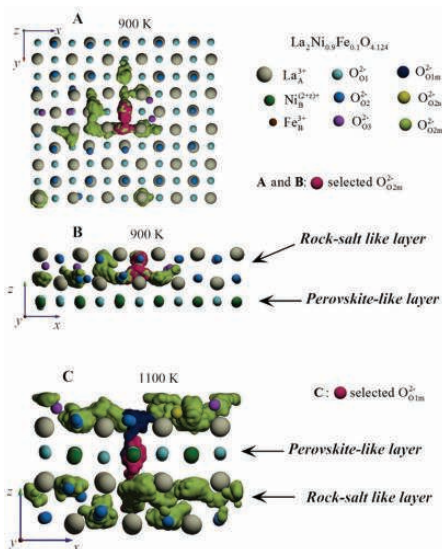 A
900 K
z
x
y
La₂Ni₀.₉Fe₀.₁O₄.₁₂₄
La³⁺A O²⁻O1 O²⁻O1m
Ni(2+z)+B O²⁻O2 O²⁻O2n
Fe³⁺B O²⁻O3 O²⁻O2m
A and B: selected O²⁻O2m
B
900 K
Rock-salt like layer
z
y
x
Perovskite-like layer
C
1100 K
C: selected O²⁻O1m
Perovskite-like layer
z
Rock-salt like layer
y
x